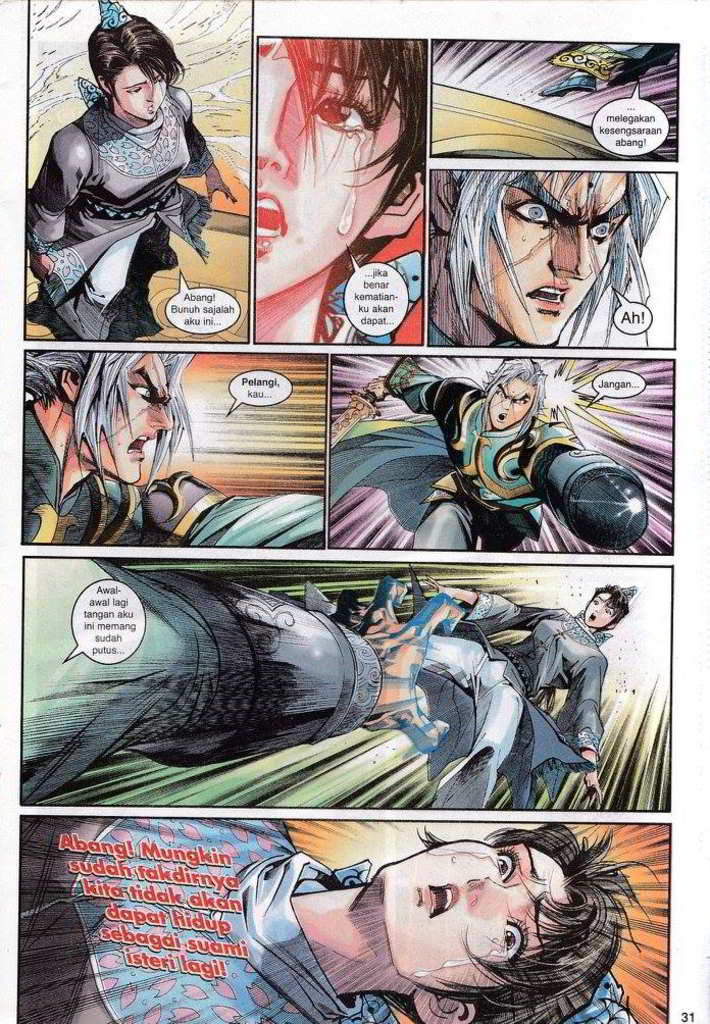 Abang!
Bunuh sajalah
aku ini...
...jika
benar
kematian-
ku akan
dapat...
...
melegakan
kesengsaraan
abang!
Ah!
Pelangi,
kau...
Jangan...
Awal-
awal lagi
tangan aku
ini memang
sudah
putus...
Abang! Mungkin
sudah takdirnya
kita tidak akan
dapat hidup
sebagai suami
isteri lagi!
31